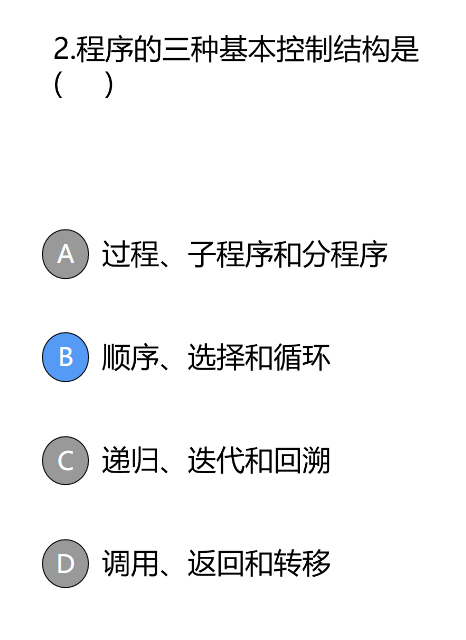 2.程序的三种基本控制结构是
( )
A 过程、子程序和分程序
B 顺序、选择和循环
C 递归、迭代和回溯
D 调用、返回和转移